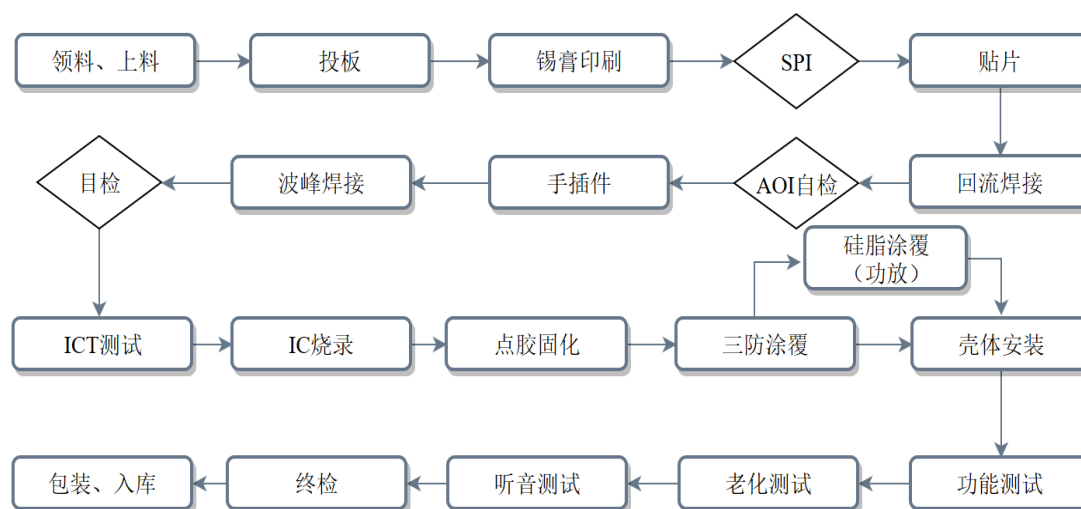 领料、上料
投板
锡膏印刷
SPI
贴片
目检
波峰焊接
手插件
AOI自检
回流焊接
硅脂涂覆
（功放）
ICT测试
IC烧录
点胶固化
三防涂覆
壳体安装
包装、入库
终检
听音测试
老化测试
功能测试